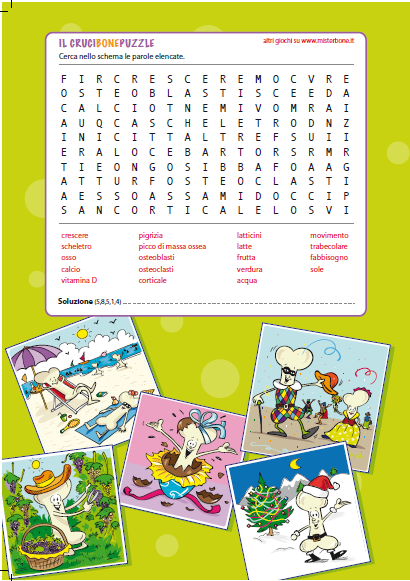 IL CRUCIBONEPUZZLE
altri giochi su www.misterbone.it
Cerca nello schema le parole elencate.
F I R C R E S C E R E M O C V R E
O S T E O B L A S T I S C E E D A
C A L C I O T N E M I V O M R A I
A U Q C A S C H E L E T R O D N Z
I N I C I T T A L T R E F S U I I
E R A L O C E B A R T O R S R M R
T I E O N G O S I B B A F O A A G
A T T U R F O S T E O C L A S T I
A E S S O A S S A M I D O C C I P
S A N C O R T I C A L E L O S V I
crescere
scheletro
osso
calcio
vitamina D
pigrizia
picco di massa ossea
osteoblasti
osteoclasti
corticale
latticini
latte
frutta
verdura
acqua
movimento
trabecolare
fabbisogno
sole
Soluzione (5,8,5,1,4)